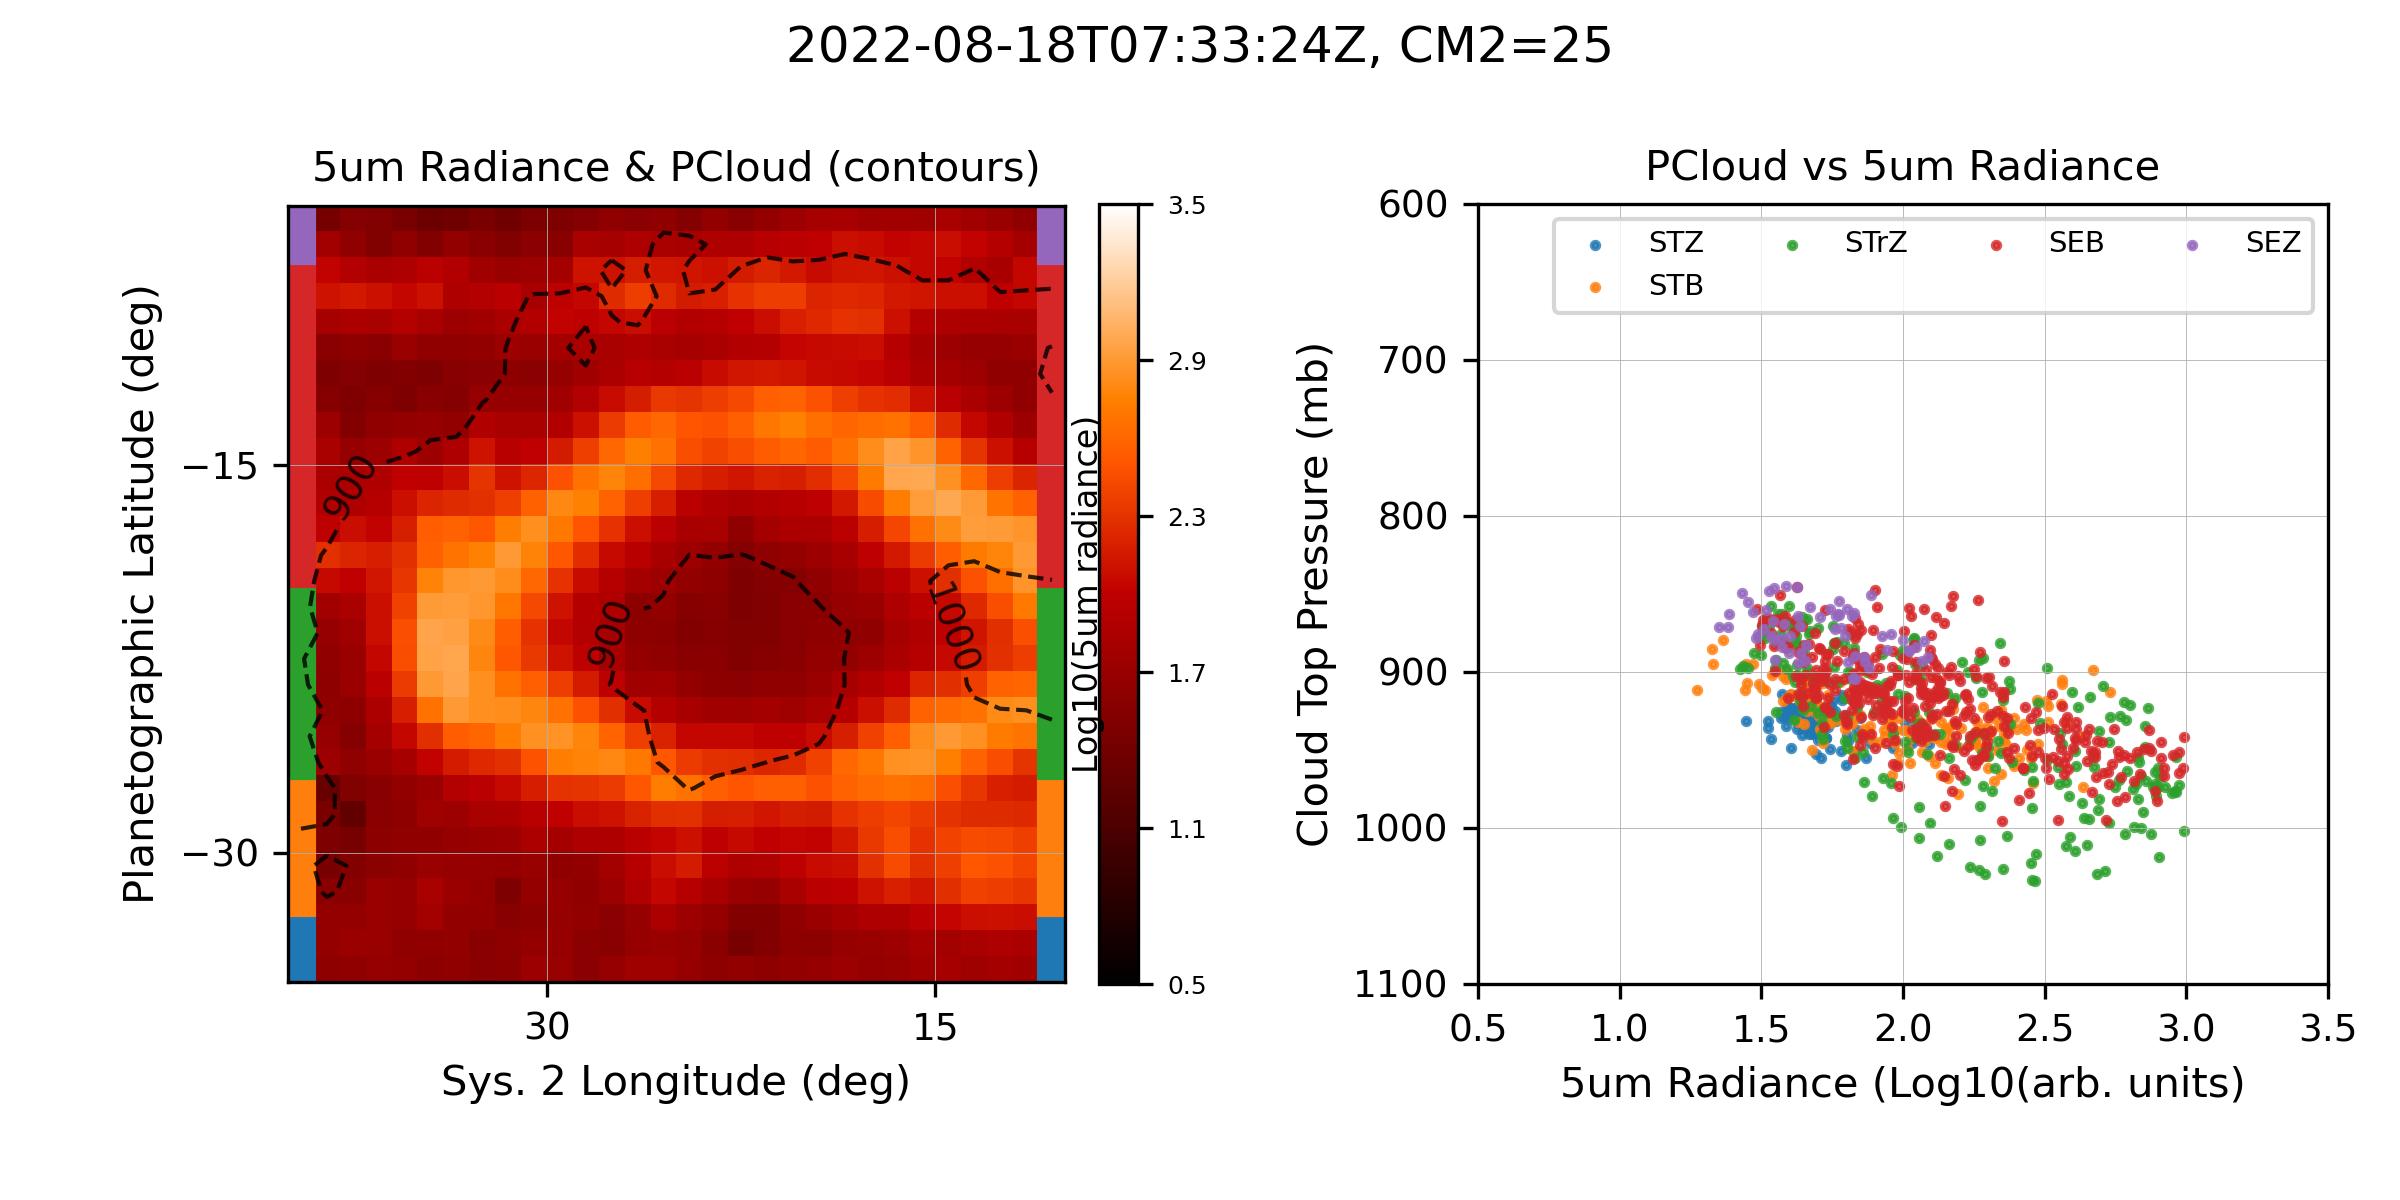 2022-08-18T07:33:24Z, CM2=25
5um Radiance & PCloud (contours)
Planetographic Latitude (deg)
−15
−30
900
900
1000
30
15
Sys. 2 Longitude (deg)
Log10(5um radiance)
3.5
2.9
2.3
1.7
1.1
0.5
PCloud vs 5um Radiance
Cloud Top Pressure (mb)
600
700
800
900
1000
1100
STZ
STrZ
SEB
SEZ
STB
0.5
1.0
1.5
2.0
2.5
3.0
3.5
5um Radiance (Log10(arb. units)